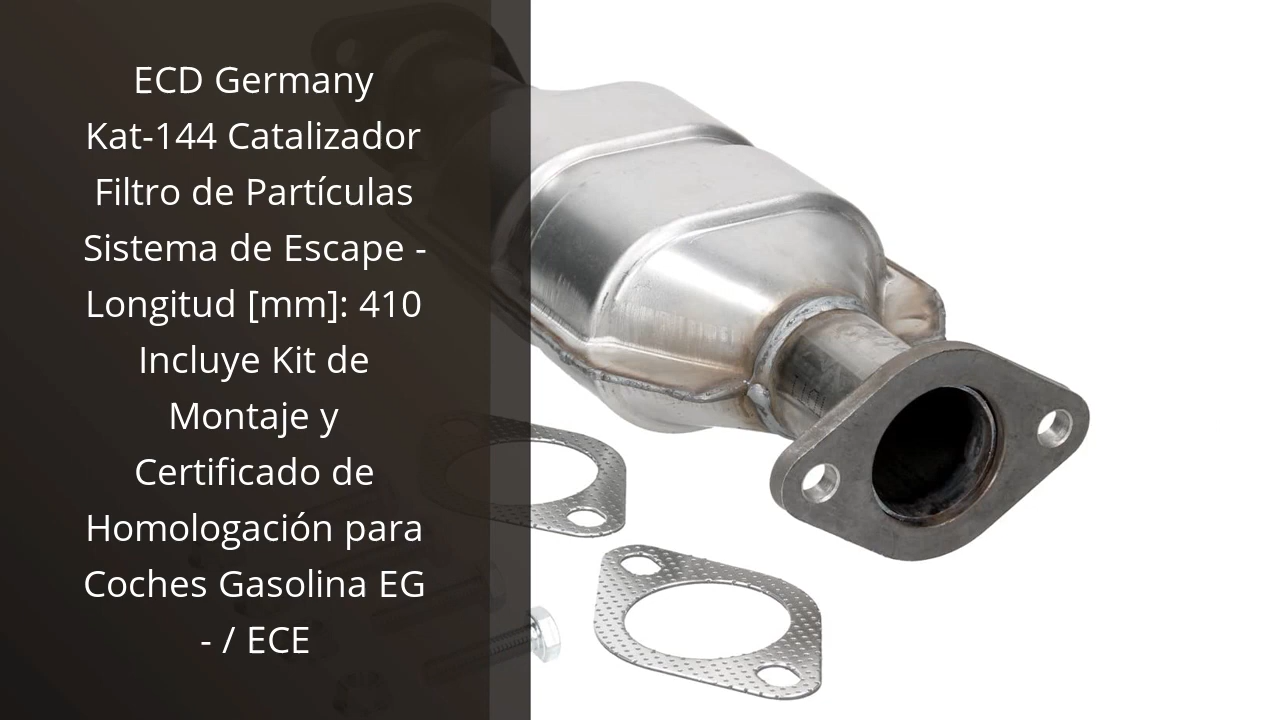 ECD Germany
Kat-144 Catalizador
Filtro de Partículas
Sistema de Escape -
Longitud [mm]: 410
Incluye Kit de
Montaje y
Certificado de
Homologación para
Coches Gasolina EG
- / ECE